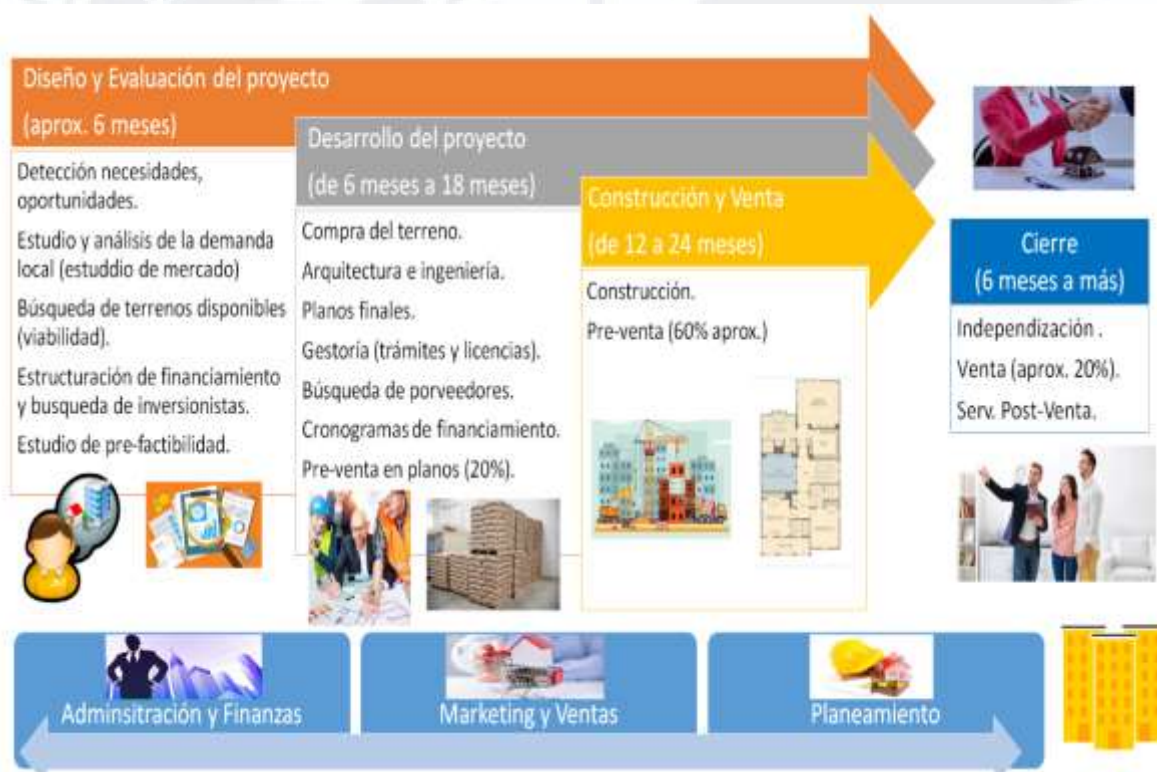 Diseño y Evaluación del proyecto
(aprox. 6 meses)
Detección necesidades,
oportunidades.
Estudio y análisis de la demanda
local (estuddio de mercado)
Búsqueda de terrenos disponibles
(viabilidad).
Estructuración de financiamiento
y busqueda de inversionistas.
Estudio de pre-factibilidad.
Desarrollo del proyecto
(de 6 meses a 18 meses)
Compra del terreno.
Arquitectura e ingeniería.
Planos finales.
Gestoría (trámites y licencias).
Búsqueda de porveedores.
Cronogramas de financiamiento.
Pre-venta en planos (20%).
Construcción y Venta
(de 12 a 24 meses)
Construcción.
Pre-venta (60% aprox.)
Cierre
(6 meses a más)
Independización .
Venta (aprox. 20%).
Serv. Post-Venta.
Adminsitración y Finanzas
Marketing y Ventas
Planeamiento